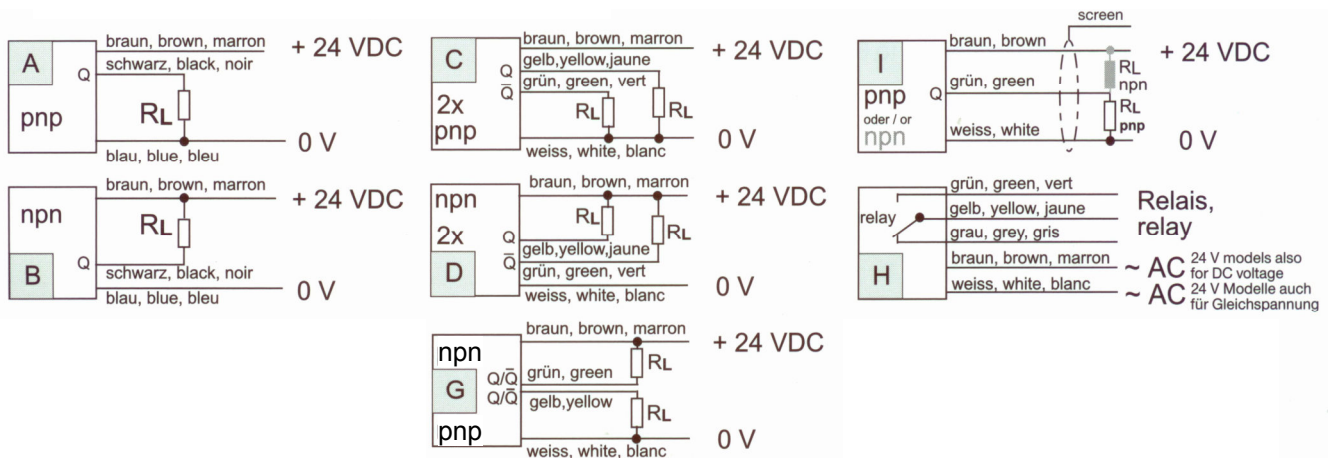 A
pnp
Q
braun, brown, marron
+ 24 VDC
schwarz, black, noir
RL
0 V
blau, blue, bleu
npn
B
Q
braun, brown, marron
+ 24 VDC
RL
schwarz, black, noir
blau, blue, bleu
0 V
C
2x
pnp
Q
Q̅
braun, brown, marron
+ 24 VDC
gelb,yellow,jaune
grün, green, vert
RL
RL
0 V
weiss, white, blanc
npn
2x
D
Q
Q̅
braun, brown, marron
+ 24 VDC
RL
RL
gelb,yellow,jaune
grün, green, vert
weiss, white, blanc
0 V
npn
G
pnp
Q/Q̅
Q/Q̅
braun, brown, marron
+ 24 VDC
RL
grün, green
gelb,yellow
RL
0 V
weiss, white, blanc
screen
I
pnp
oder / or
npn
Q
braun, brown
+ 24 VDC
RL
npn
grün, green
RL
pnp
weiss, white
0 V
relay
H
grün, green, vert
gelb, yellow, jaune
grau, grey, gris
Relais,
relay
braun, brown, marron
~ AC 24 V models also
for DC voltage
weiss, white, blanc
~ AC 24 V Modelle auch
für Gleichspannung